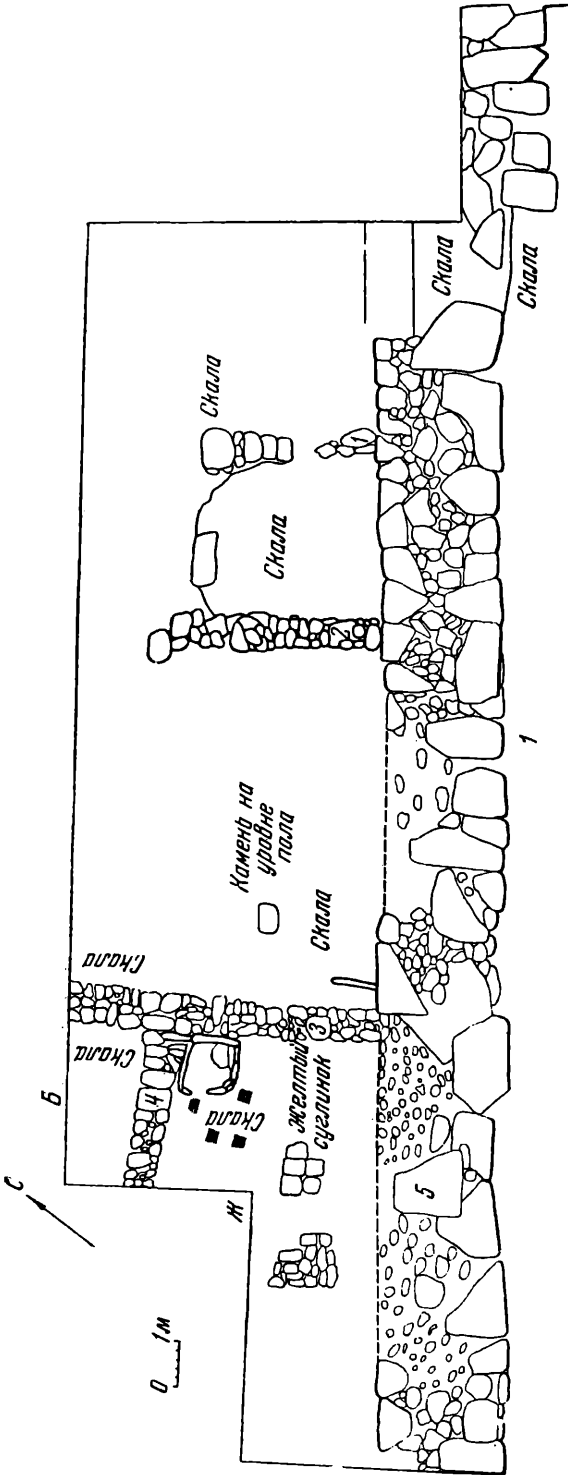 С
0 1м
Б
Ж
Скала
Скала
4
Скала
Желтый
суглинок
3
5
Камень на
уровне
пола
Скала
2
Скала
Скала
1
1
Скала
Скала